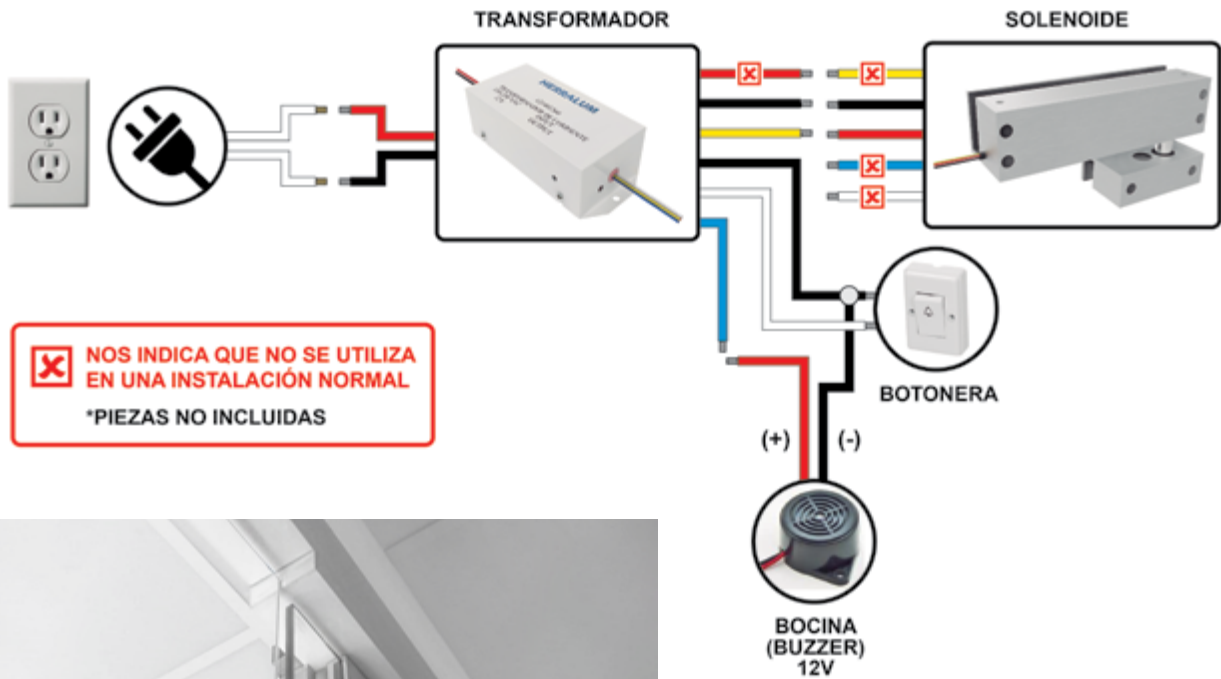 TRANSFORMADOR
SOLENOIDE
HERRALUM
NOS INDICA QUE NO SE UTILIZA
EN UNA INSTALACIÓN NORMAL
*PIEZAS NO INCLUIDAS
BOTONERA
(+)
(-)
BOCINA
(BUZZER)
12V